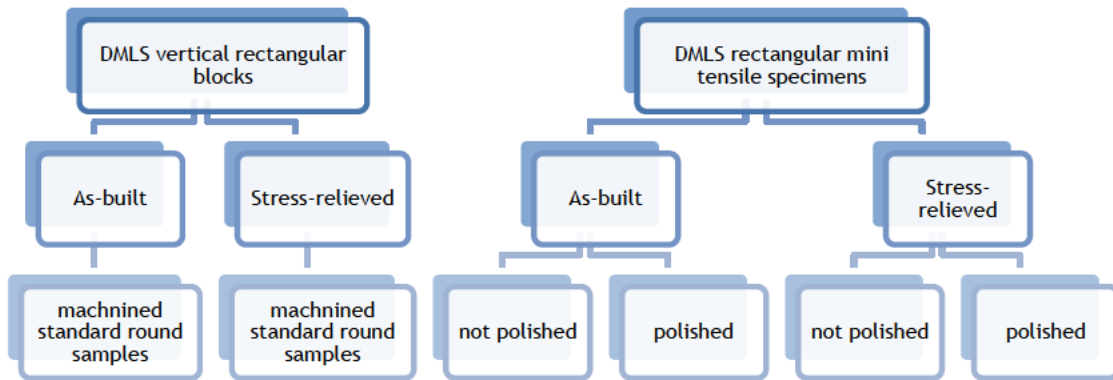 DMLS vertical rectangular
blocks
DMLS rectangular mini
tensile specimens
As-built
Stress-relieved
As-built
Stress-
relieved
machnined
standard round
samples
machnined
standard round
samples
not polished
polished
not polished
polished